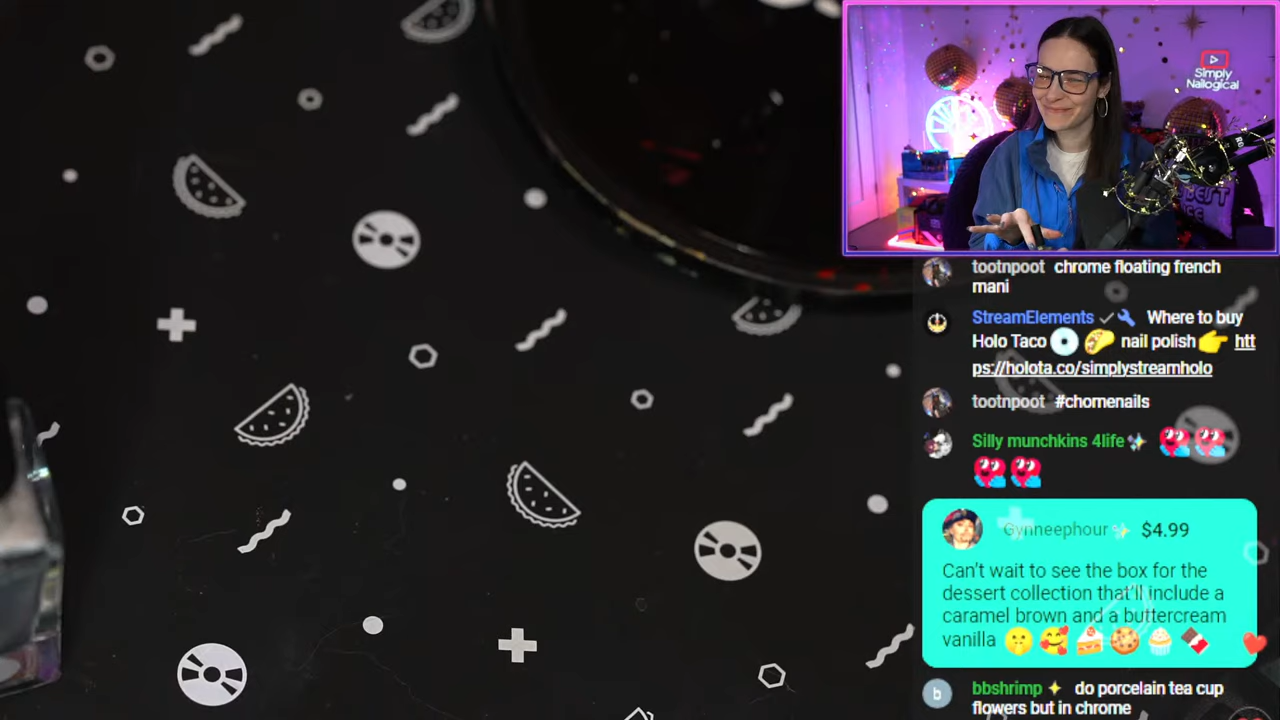 Simply
Nailogical
tootnpoot chrome floating french
mani
StreamElements Where to buy
Holo Taco nail polish htt
ps://holota.co/simplystreamholo
tootnpoot #chomenails
Silly munchkins 4life
Gynneephour $4.99
Can't wait to see the box for the
dessert collection that'll include a
caramel brown and a buttercream
vanilla
b bbshrimp do porcelain tea cup
flowers but in chrome